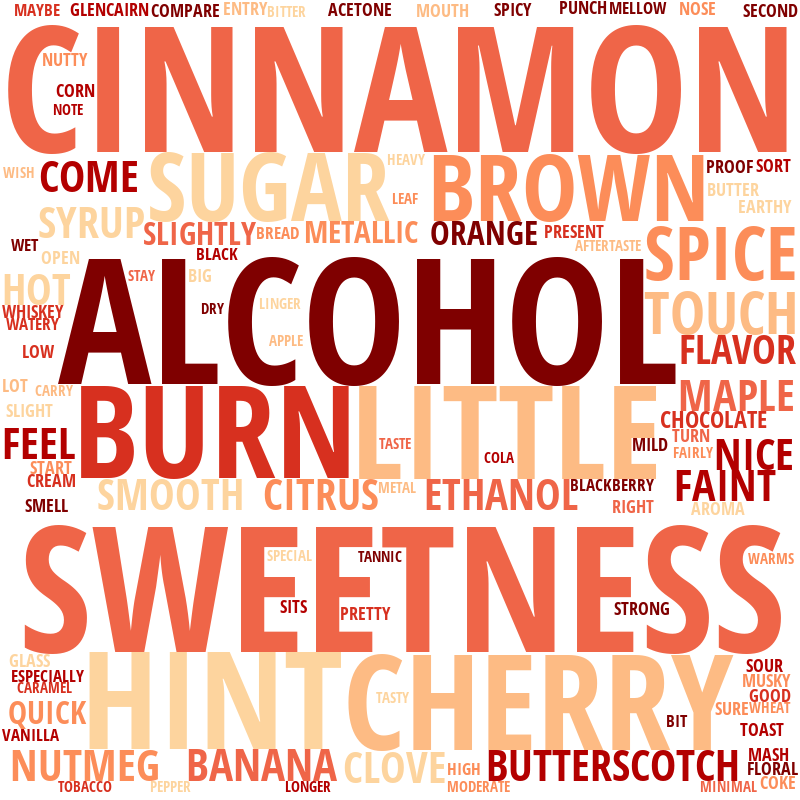 MAYBE GLENCAIRN COMPARE ENTRY BITTER ACETONE MOUTH SPICY PUNCH MELLOW NOSE SECOND
CINNAMON
NUTTY
CORN
NOTE
WISH COME SUGAR HEAVY BROWN PROOF SORT
LEAF BUTTER
SYRUP EARTHY
SLIGHTLY BREAD METALLIC ORANGE PRESENT SPICE
WET BLACK AFTERTASTE
OPEN
HOT STAY BIG ALCOHOL
DRY LINGER TOUCH
WHISKEY
WATERY
LOW APPLE FLAVOR
LOT CARRY BURN LITTLE MAPLE
SLIGHT CHOCOLATE
FEEL TASTE MILD TURN
COLA FAIRLY NICE
START
CREAM SMOOTH CITRUS METAL ETHANOL BLACKBERRY FAINT
SMELL RIGHT AROMA
SWEETNESS
SPECIAL TANNIC WARMS
SITS PRETTY STRONG
GLASS HINT CHERRY SOUR
ESPECIALLY MUSKY
CARAMEL TASTY GOOD
QUICK SURE WHEAT
VANILLA BIT TOAST
NUTMEG BANANA CLOVE HIGH BUTTERSCOTCH MASH
FLORAL
TOBACCO PEPPER LONGER MODERATE MINIMAL COKE